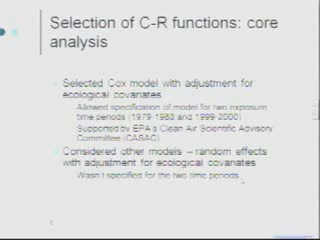 Selection of C-R functions: core
analysis
Selected Cox model with adjustment for
ecological covariates
Allowed specification of model for two exposure
time periods (1979-1983 and 1999-2000)
Supported by EPA's Clean Air Scientific Advisory
Committee (CASAC)
Considered other models – random effects
with adjustment for ecological covariates
Wasn't specified for the two time periods